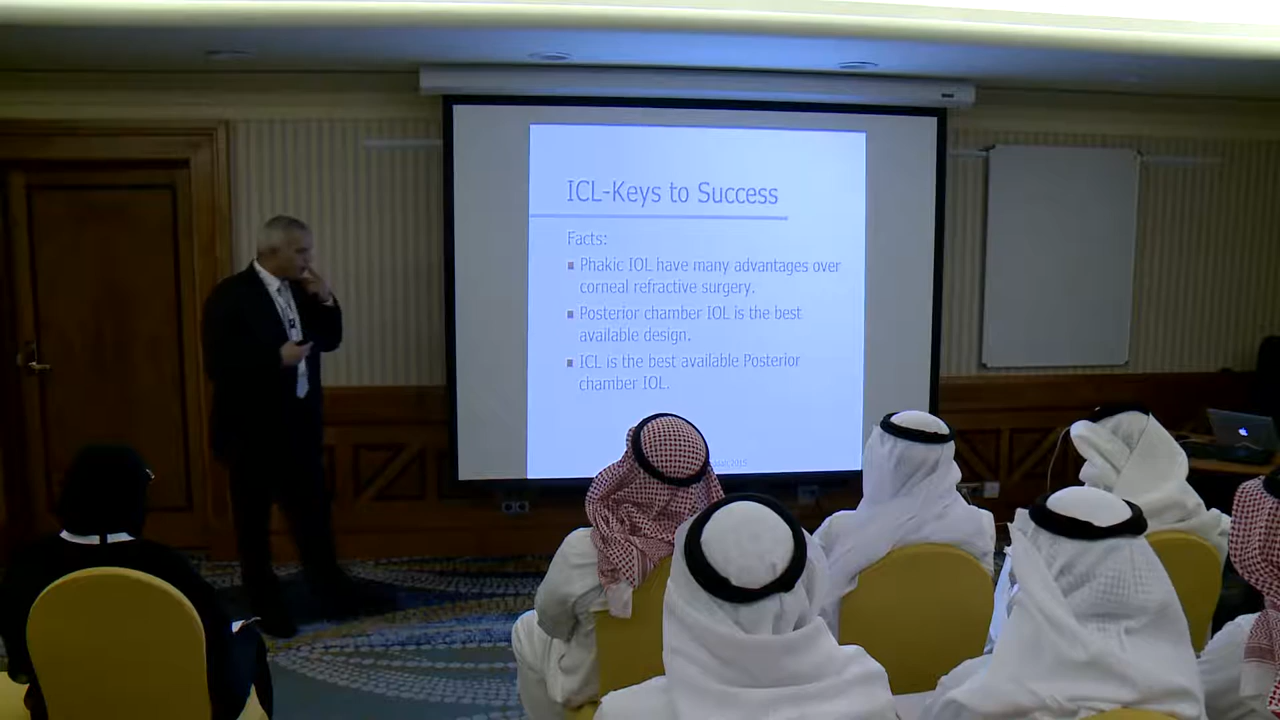 ICL-Keys to Success
Facts:
Phakic IOL have many advantages over
corneal refractive surgery.
Posterior chamber IOL is the best
available design.
ICL is the best available Posterior
chamber IOL.
2015